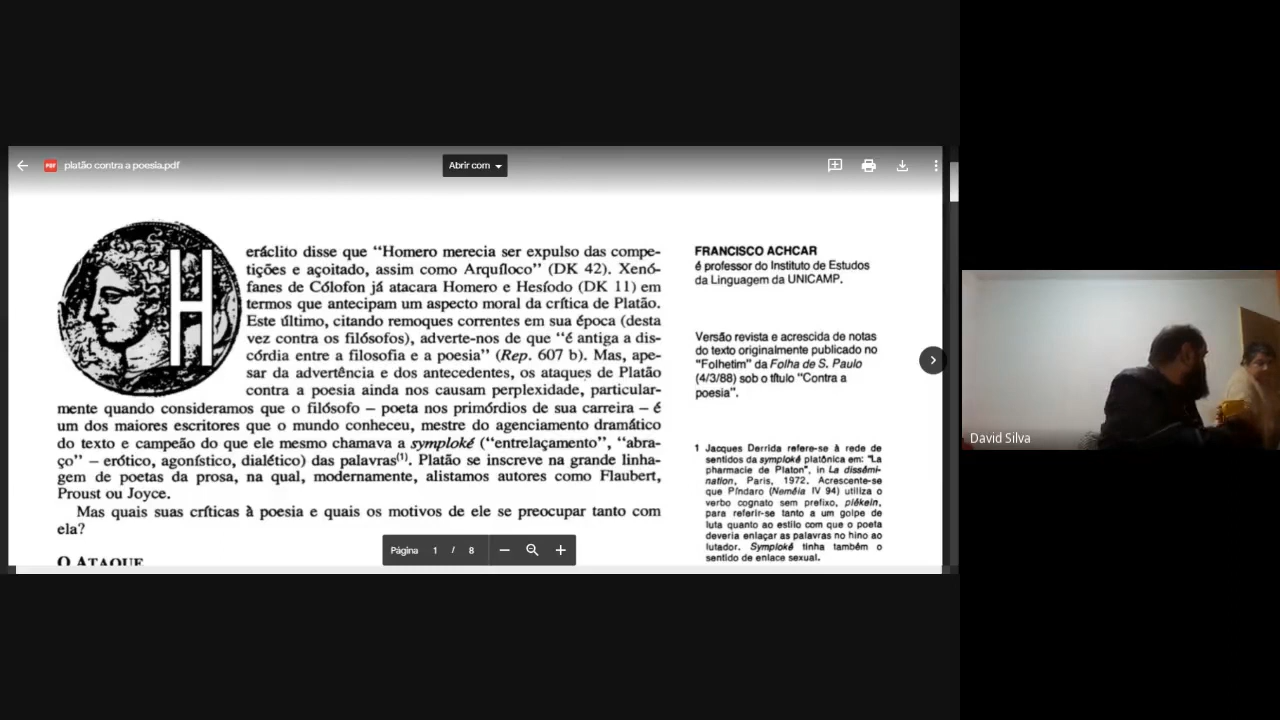 platão contra a poesia.pdf
Abrir com
H
eráclito disse que “Homero merecia ser expulso das compe-
tições e açoitado, assim como Arquíloco” (DK 42). Xenó-
fanes de Cólofon já atacara Homero e Hesíodo (DK 11) em
termos que antecipam um aspecto moral da crítica de Platão.
Este último, citando remoques correntes em sua época (desta
vez contra os filósofos), adverte-nos de que “é antiga a dis-
córdia entre a filosofia e a poesia” (Rep. 607 b). Mas, ape-
sar da advertência e dos antecedentes, os ataques de Platão
contra a poesia ainda nos causam perplexidade, particular-
mente quando consideramos que o filósofo – poeta nos primórdios de sua carreira – é
um dos maiores escritores que o mundo conheceu, mestre do agenciamento dramático
do texto e campeão do que ele mesmo chamava a symploké (“entrelaçamento”, “abra-
ço” – erótico, agonístico, dialético) das palavras(1). Platão se inscreve na grande linha-
gem de poetas da prosa, na qual, modernamente, alistamos autores como Flaubert,
Proust ou Joyce.
Mas quais suas críticas à poesia e quais os motivos de ele se preocupar tanto com
ela?
O ATAQUE
FRANCISCO ACHCAR
é professor do Instituto de Estudos
da Linguagem da UNICAMP.
Versão revista e acrescida de notas
do texto originalmente publicado no
"Folhetim" da Folha de S. Paulo
(4/3/88) sob o título "Contra a
poesia".
1 Jacques Derrida refere-se à rede de
sentidos da symploké platônica em: "La
pharmacie de Platon", in La dissémi-
nation, Paris, 1972. Acrescente-se
que Píndaro (Neméia IV 94) utiliza o
verbo cognato sem prefixo, plékein,
para referir-se tanto a um golpe de
luta quanto ao estilo com que o poeta
deveria enlaçar as palavras no hino ao
lutador. Symploké tinha também o
sentido de enlace sexual.
Página 1 / 8
David Silva